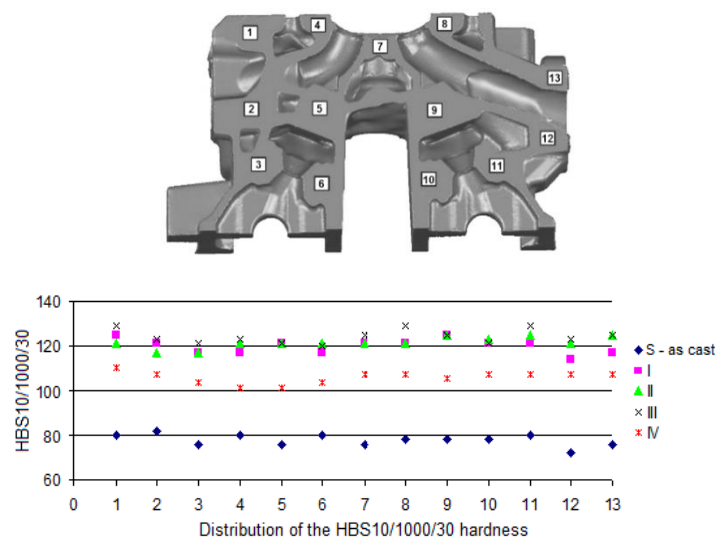 1
4
7
8
13
2
5
9
12
3
6
10
11
140
120
100
80
60
HBS10/1000/30
0 1 2 3 4 5 6 7 8 9 10 11 12 13
Distribution of the HBS10/1000/30 hardness
S - as cast
I
II
III
IV